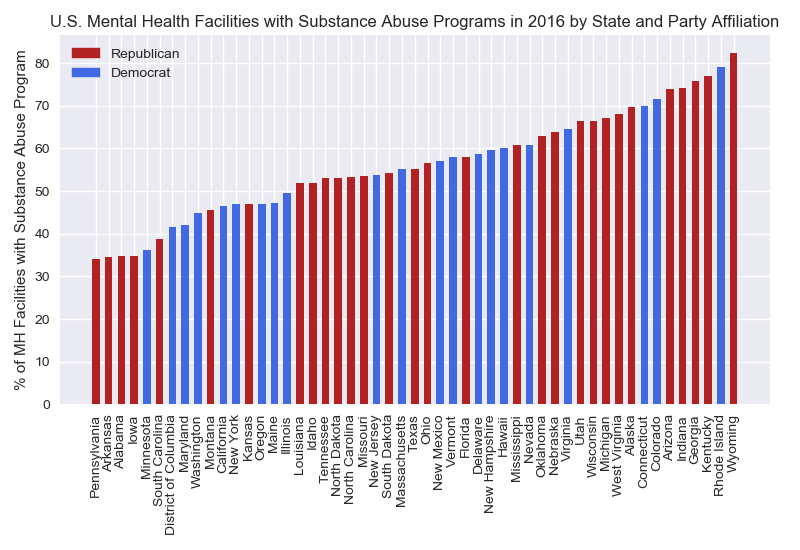 U.S. Mental Health Facilities with Substance Abuse Programs in 2016 by State and Party Affiliation
Republican
Democrat
% of MH Facilities with Substance Abuse Program
80
70
60
50
40
30
20
10
0
Pennsylvania
Arkansas
Alabama
Iowa
Minnesota
South Carolina
District of Columbia
Maryland
Washington
Montana
California
New York
Kansas
Oregon
Maine
Illinois
Louisiana
Idaho
Tennessee
North Dakota
North Carolina
Missouri
New Jersey
South Dakota
Massachusetts
Texas
Ohio
New Mexico
Vermont
Florida
Delaware
New Hampshire
Hawaii
Mississippi
Nevada
Oklahoma
Nebraska
Virginia
Utah
Wisconsin
Michigan
West Virginia
Alaska
Connecticut
Colorado
Arizona
Indiana
Georgia
Kentucky
Rhode Island
Wyoming